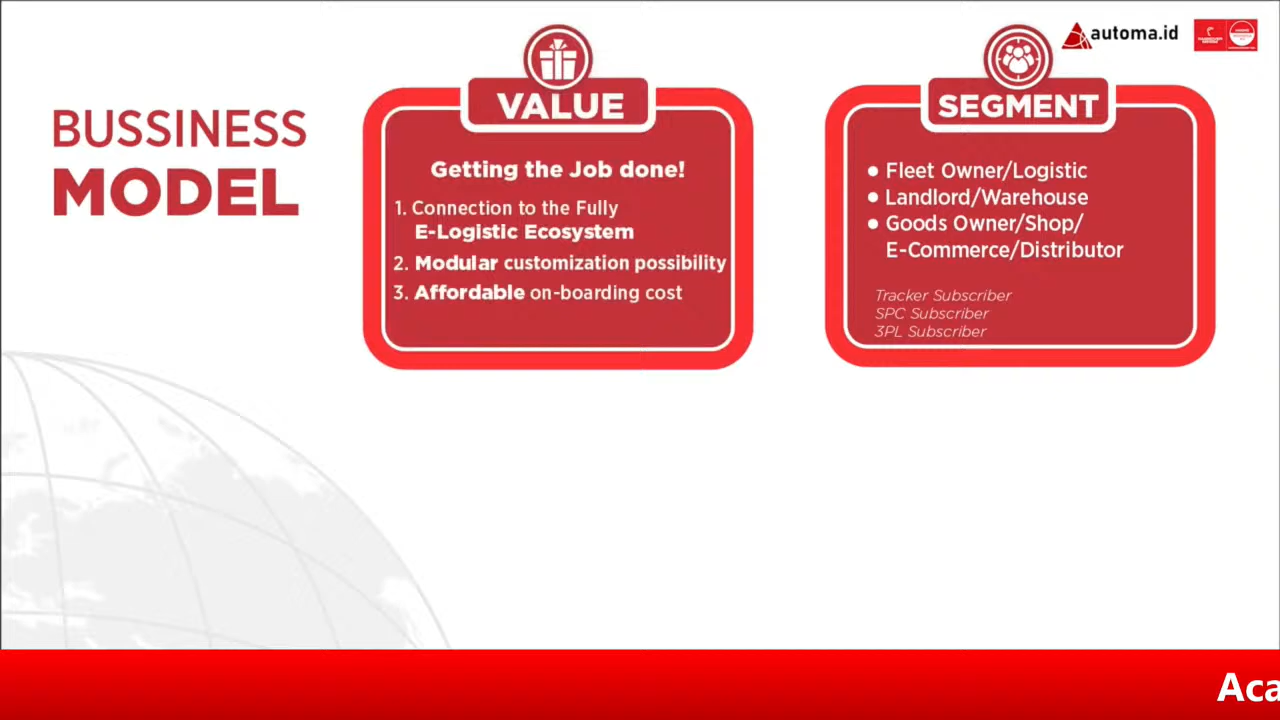 automa.id
BUSSINESS
MODEL
VALUE
Getting the Job done!
1. Connection to the Fully
E-Logistic Ecosystem
2. Modular customization possibility
3. Affordable on-boarding cost
SEGMENT
● Fleet Owner/Logistic
● Landlord/Warehouse
● Goods Owner/Shop/
E-Commerce/Distributor
Tracker Subscriber
SPC Subscriber
3PL Subscriber